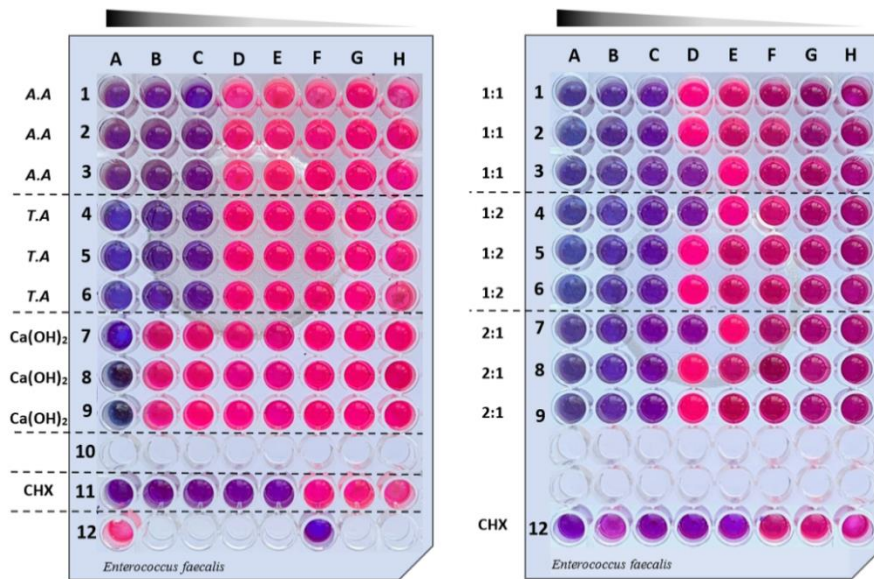 A B C D E F G H
A.A 1
A.A 2
A.A 3
T.A 4
T.A 5
T.A 6
Ca(OH)₂ 7
Ca(OH)₂ 8
Ca(OH)₂ 9
10
CHX 11
12
Enterococcus faecalis
A B C D E F G H
1:1 1
1:1 2
1:1 3
1:2 4
1:2 5
1:2 6
2:1 7
2:1 8
2:1 9
CHX 12
Enterococcus faecalis